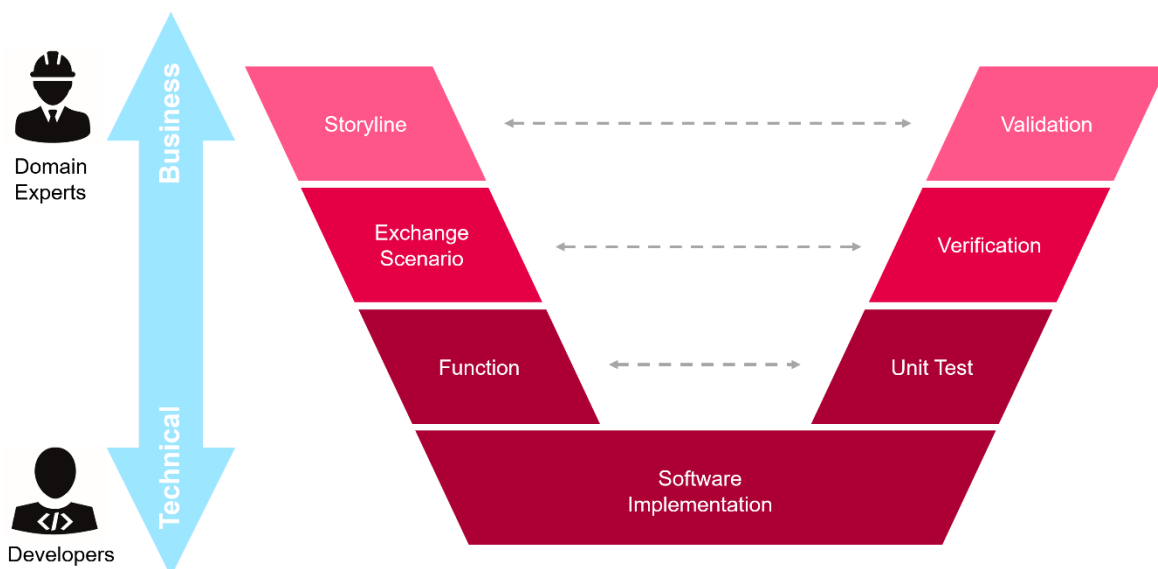 Business
Domain
Experts
Storyline
Validation
Exchange
Scenario
Verification
Function
Unit Test
Technical
Developers
</>
Software
Implementation